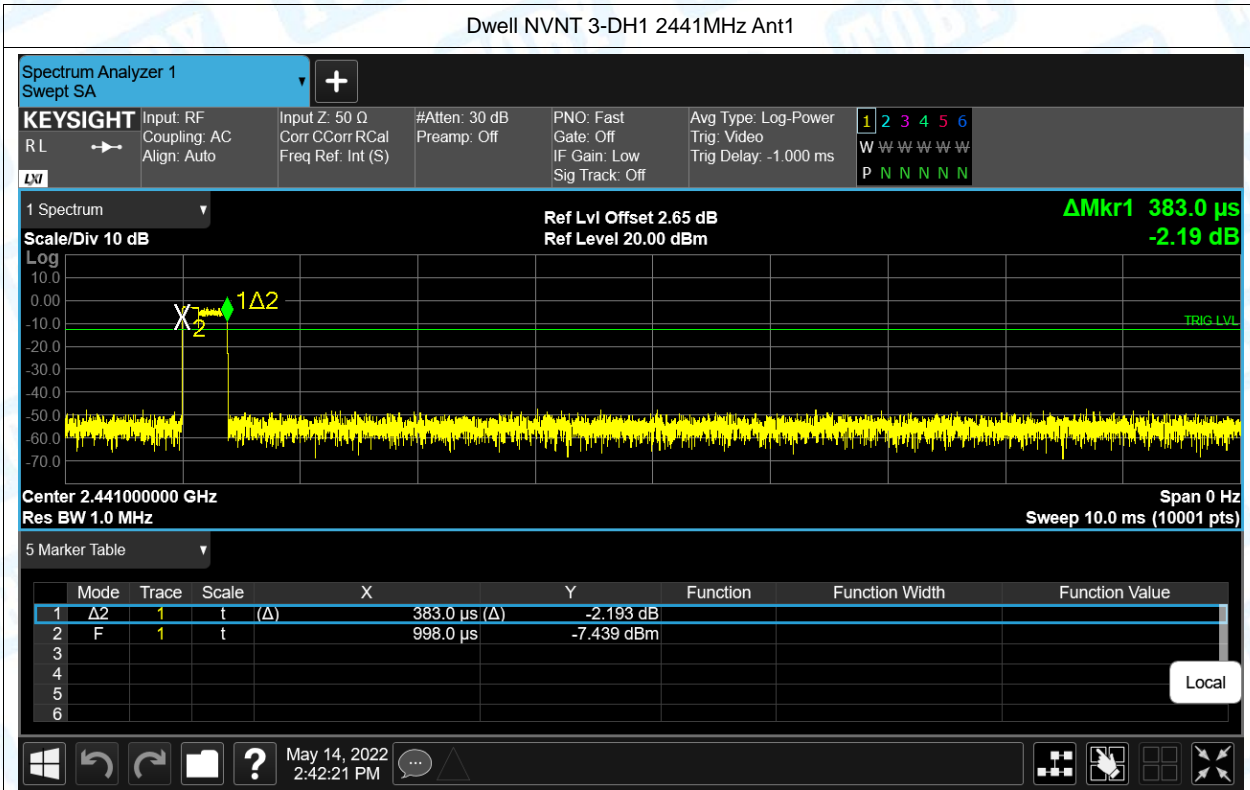 Dwell NVNT 3-DH1 2441MHz Ant1
Spectrum Analyzer 1
Swept SA
+
KEYSIGHT Input: RF Input Z: 50 Ω #Atten: 30 dB PNO: Fast Avg Type: Log-Power 1 2 3 4 5 6
RL Coupling: AC Corr CCorr RCal Preamp: Off Gate: Off Trig: Video W W W W W W
Align: Auto Freq Ref: Int (S) IF Gain: Low Trig Delay: -1.000 ms
LXI Sig Track: Off P N N N N N
1 Spectrum Ref Lvl Offset 2.65 dB ΔMkr1 383.0 µs
Scale/Div 10 dB Ref Level 20.00 dBm -2.19 dB
Log
10.0
0.00 1Δ2
-10.0 X 2 TRIG LVL
-20.0
-30.0
-40.0
-50.0
-60.0
-70.0
Center 2.441000000 GHz Span 0 Hz
Res BW 1.0 MHz Sweep 10.0 ms (10001 pts)
5 Marker Table
Mode Trace Scale X Y Function Function Width Function Value
1 Δ2 1 t (Δ) 383.0 µs (Δ) -2.193 dB
2 F 1 t 998.0 µs -7.439 dBm
3
4
5
6
Local
? May 14, 2022
2:42:21 PM